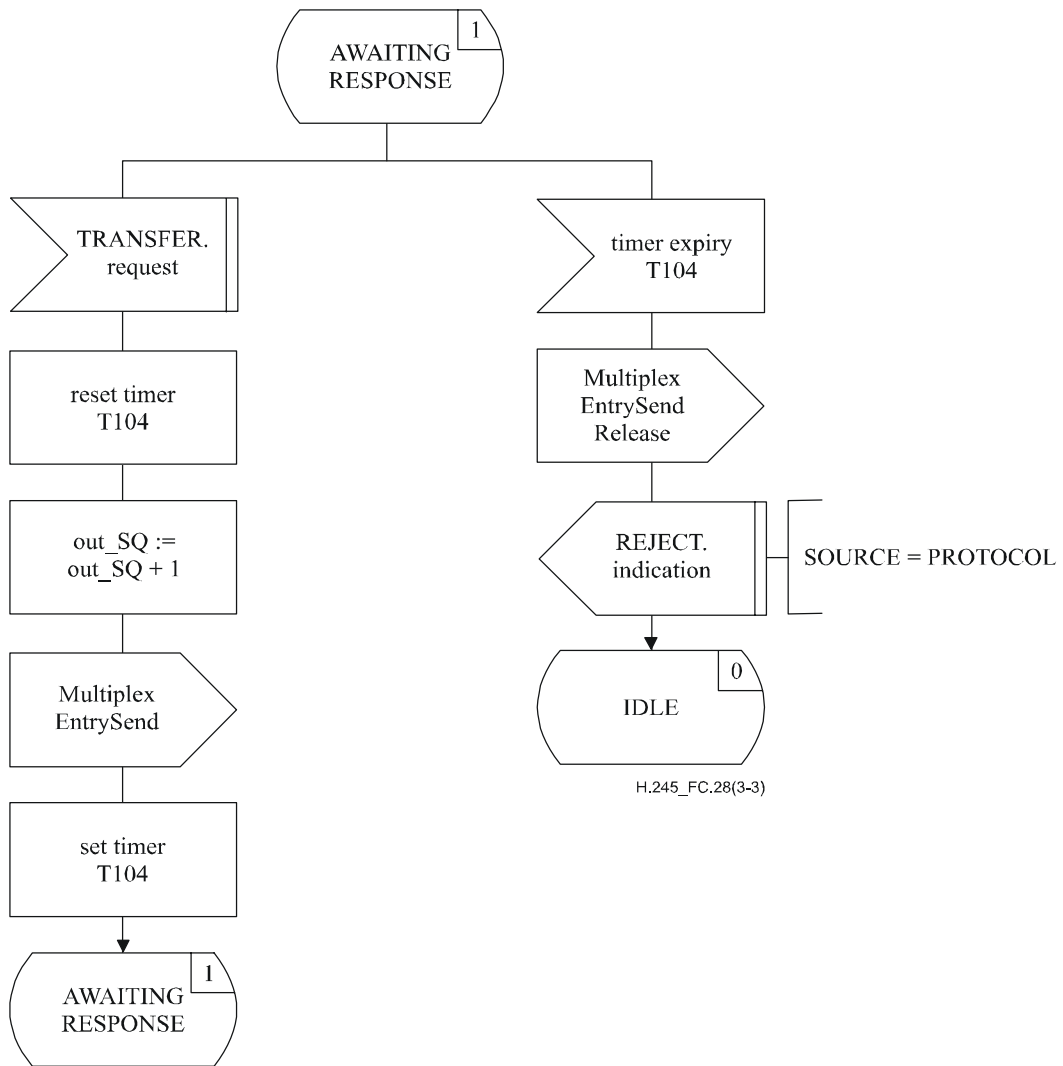 1
AWAITING
RESPONSE
TRANSFER.
request
reset timer
T104
out_SQ :=
out_SQ + 1
Multiplex
EntrySend
set timer
T104
1
AWAITING
RESPONSE
timer expiry
T104
Multiplex
EntrySend
Release
REJECT.
indication
SOURCE = PROTOCOL
0
IDLE
H.245_FC.28(3-3)